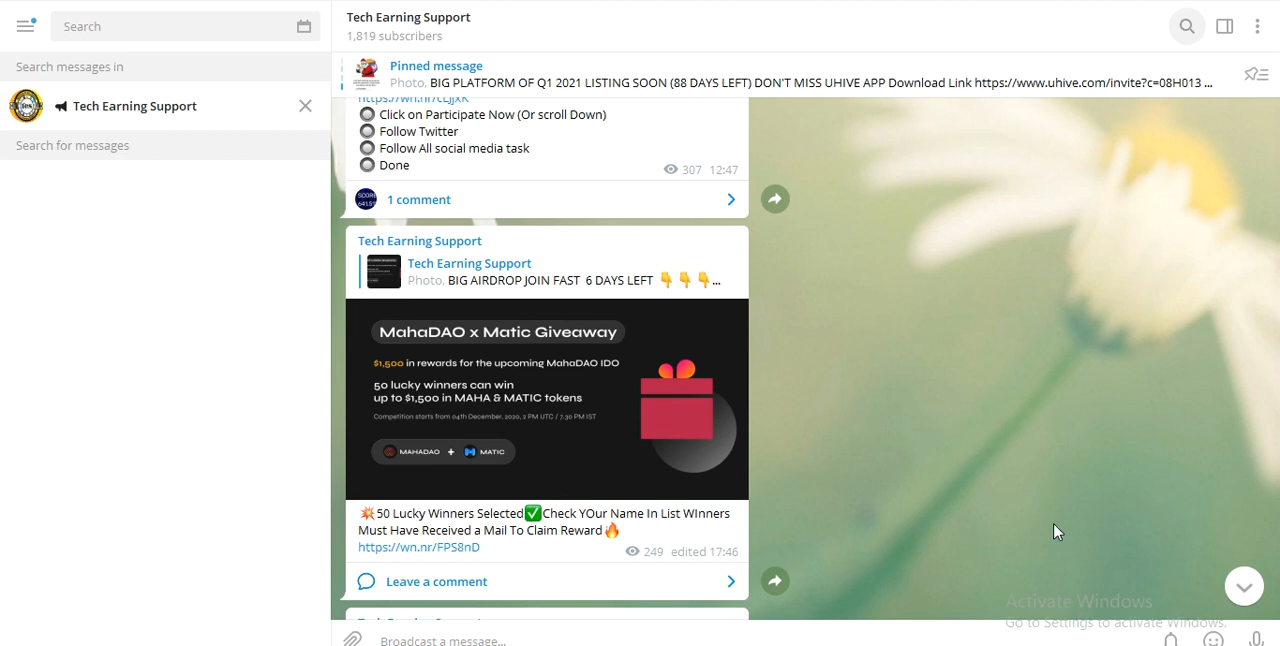 Search
Search messages in
Tech Earning Support
Search for messages
Tech Earning Support
1,819 subscribers
Pinned message
Photo, BIG PLATFORM OF Q1 2021 LISTING SOON (88 DAYS LEFT) DON'T MISS UHIVE APP Download Link https://www.uhive.com/invite?c=08H013 ...
Click on Participate Now (Or scroll Down)
Follow Twitter
Follow All social media task
Done
307 12:47
1 comment
Tech Earning Support
Tech Earning Support
Photo, BIG AIRDROP JOIN FAST 6 DAYS LEFT 👇👇👇...
MahaDAO x Matic Giveaway
$1,500 in rewards for the upcoming MahaDAO IDO
50 lucky winners can win
up to $1,500 in MAHA & MATIC tokens
Competition starts from 04th December, 2020, 2 PM UTC / 7.30 PM IST
MAHADAO + MATIC
💥50 Lucky Winners Selected✅Check YOur Name In List WInners
Must Have Received a Mail To Claim Reward🔥
https://wn.nr/FPS8nD
249 edited 17:46
Leave a comment
Activate Windows
Go to Settings to activate Windows.
Broadcast a message...